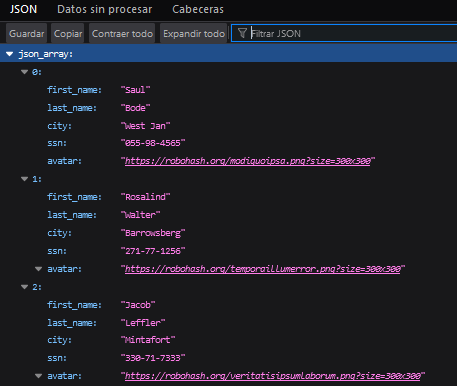 JSON Datos sin procesar Cabeceras
Guardar Copiar Contraer todo Expandir todo Filtrar JSON
json_array:
0:
first_name: "Saul"
last_name: "Bode"
city: "West Jan"
ssn: "055-98-4565"
avatar: "https://robohash.org/modiquoipsa.png?size=300x300"
1:
first_name: "Rosalind"
last_name: "Walter"
city: "Barrowsberg"
ssn: "271-77-1256"
avatar: "https://robohash.org/temporaillumerror.png?size=300x300"
2:
first_name: "Jacob"
last_name: "Leffler"
city: "Mintafort"
ssn: "330-71-7333"
avatar: "https://robohash.org/veritatisipsumlaborum.png?size=300x300"